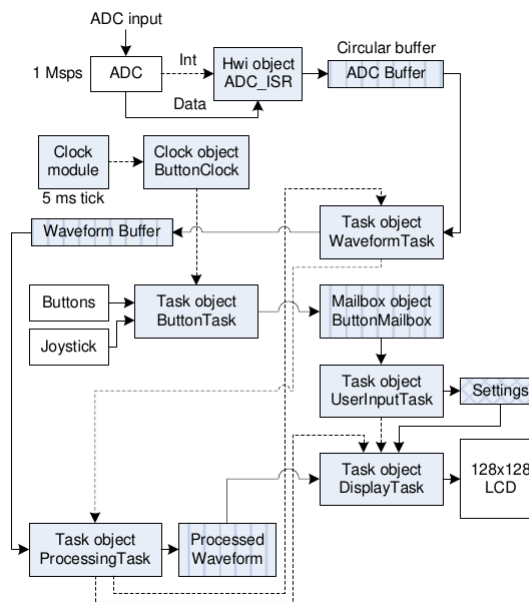 ADC input
1 Msps
ADC
Int
Data
Hwi object
ADC_ISR
Circular buffer
ADC Buffer
Clock
module
5 ms tick
Clock object
ButtonClock
Waveform Buffer
Task object
WaveformTask
Buttons
Joystick
Task object
ButtonTask
Mailbox object
ButtonMailbox
Task object
UserInputTask
Settings
Task object
DisplayTask
128x128
LCD
Task object
ProcessingTask
Processed
Waveform